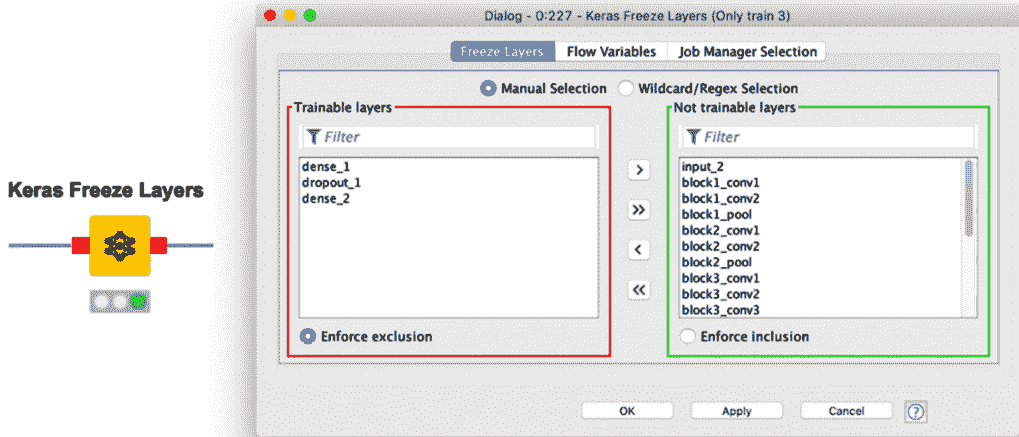 Dialog - 0:227 - Keras Freeze Layers (Only train 3)
Freeze Layers Flow Variables Job Manager Selection
Manual Selection Wildcard/Regex Selection
Trainable layers
Filter
dense_1
dropout_1
dense_2
Enforce exclusion
>
>>
<
<<
Not trainable layers
Filter
input_2
block1_conv1
block1_conv2
block1_pool
block2_conv1
block2_conv2
block2_pool
block3_conv1
block3_conv2
block3_conv3
Enforce inclusion
OK Apply Cancel ?
Keras Freeze Layers